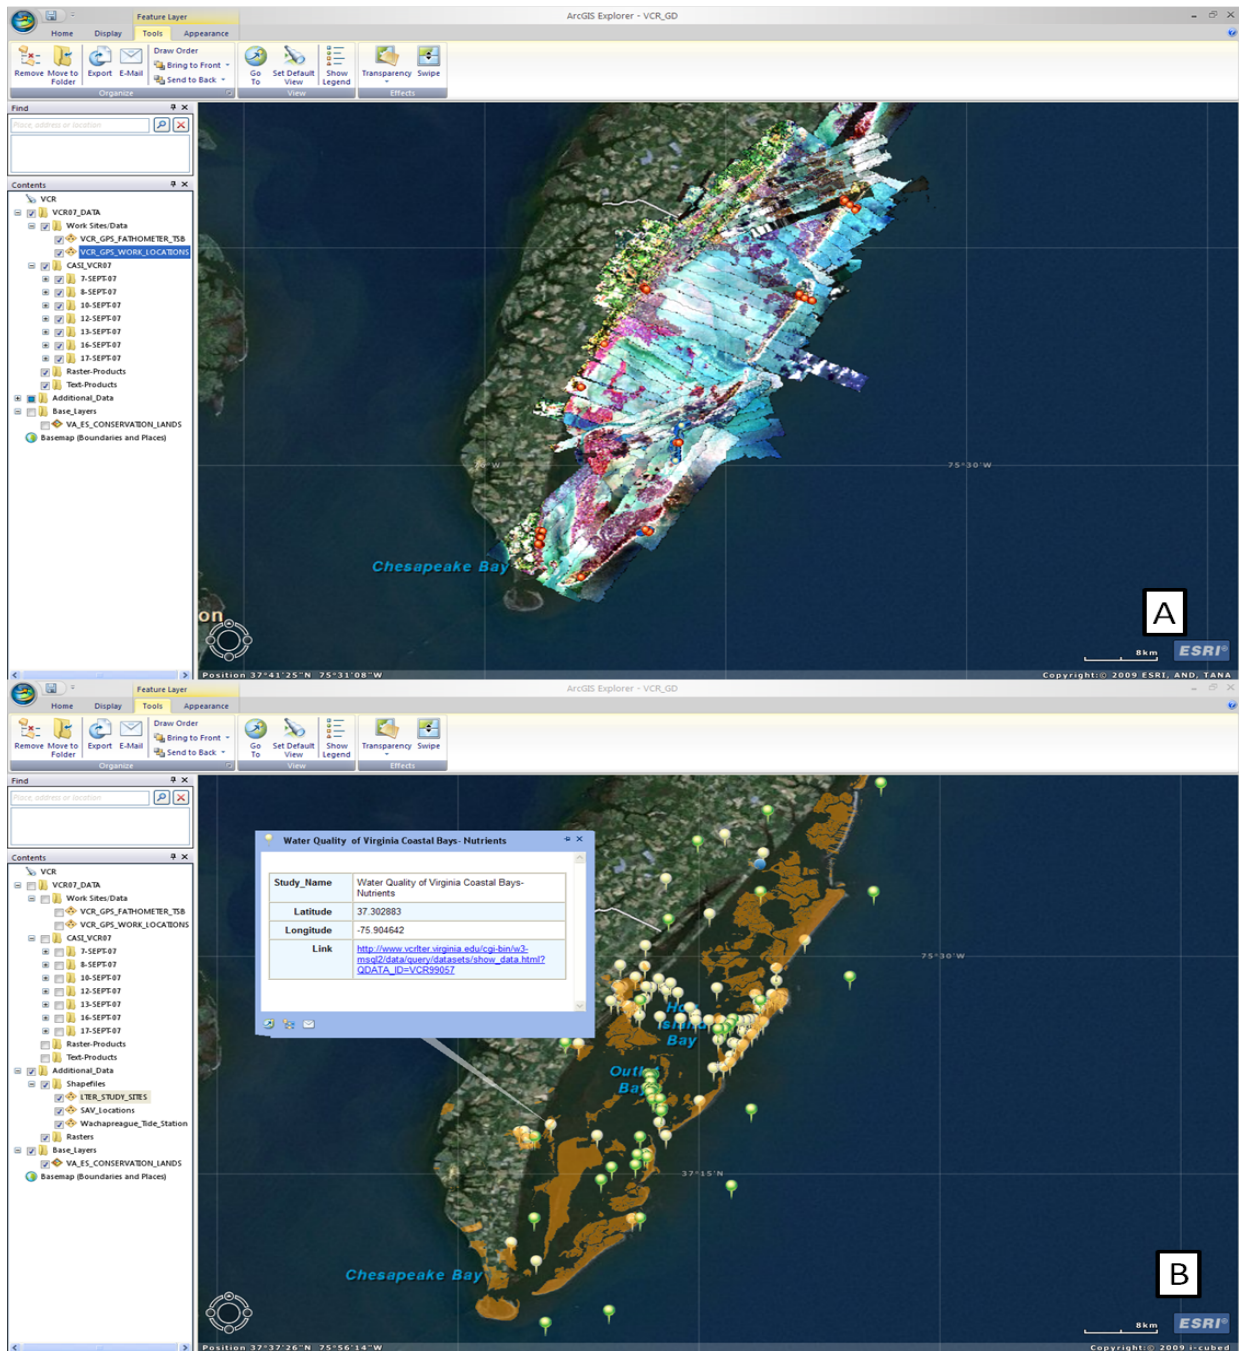 Feature Layer
ArcGIS Explorer - VCR_GD
Home Display Tools Appearance
Remove Move to Folder Export E-Mail
Draw Order
Bring to Front
Send to Back
Go To Set Default View Show Legend
Transparency Swipe
Organize View Effects
Find
Place, address or location
Contents
VCR
VCR07_DATA
Work Sites/Data
VCR_GPS_FATHOMETER_TSB
VCR_GPS_WORK_LOCATIONS
CASI_VCR07
7-SEPT-07
8-SEPT-07
10-SEPT-07
12-SEPT-07
13-SEPT-07
16-SEPT-07
17-SEPT-07
Raster-Products
Text-Products
Additional_Data
Base_Layers
VA_ES_CONSERVATION_LANDS
Basemap (Boundaries and Places)
75°30'W
Chesapeake Bay
on
A
8km
ESRI
Position 37°41'25"N 75°31'08"W
Copyright:© 2009 ESRI, AND, TANA
Feature Layer
ArcGIS Explorer - VCR_GD
Home Display Tools Appearance
Remove Move to Folder Export E-Mail
Draw Order
Bring to Front
Send to Back
Go To Set Default View Show Legend
Transparency Swipe
Organize View Effects
Find
Place, address or location
Contents
VCR
VCR07_DATA
Work Sites/Data
VCR_GPS_FATHOMETER_TSB
VCR_GPS_WORK_LOCATIONS
CASI_VCR07
7-SEPT-07
8-SEPT-07
10-SEPT-07
12-SEPT-07
13-SEPT-07
16-SEPT-07
17-SEPT-07
Raster-Products
Text-Products
Additional_Data
Shapefiles
LTER_STUDY_SITES
SAV_Locations
Wachapreague_Tide_Station
Rasters
Base_Layers
VA_ES_CONSERVATION_LANDS
Basemap (Boundaries and Places)
Water Quality of Virginia Coastal Bays- Nutrients
Study_Name Water Quality of Virginia Coastal Bays-
Nutrients
Latitude 37.302883
Longitude -75.904642
Link http://www.vcrlter.virginia.edu/cgi-bin/w3-
msql2/data/query/datasets/show_data.html?
QDATA_ID=VCR99057
75°30'W
Island
Bay
Bay
37°15'N
Chesapeake Bay
B
8km
ESRI
Position 37°37'26"N 75°56'14"W
Copyright:© 2009 i-cubed